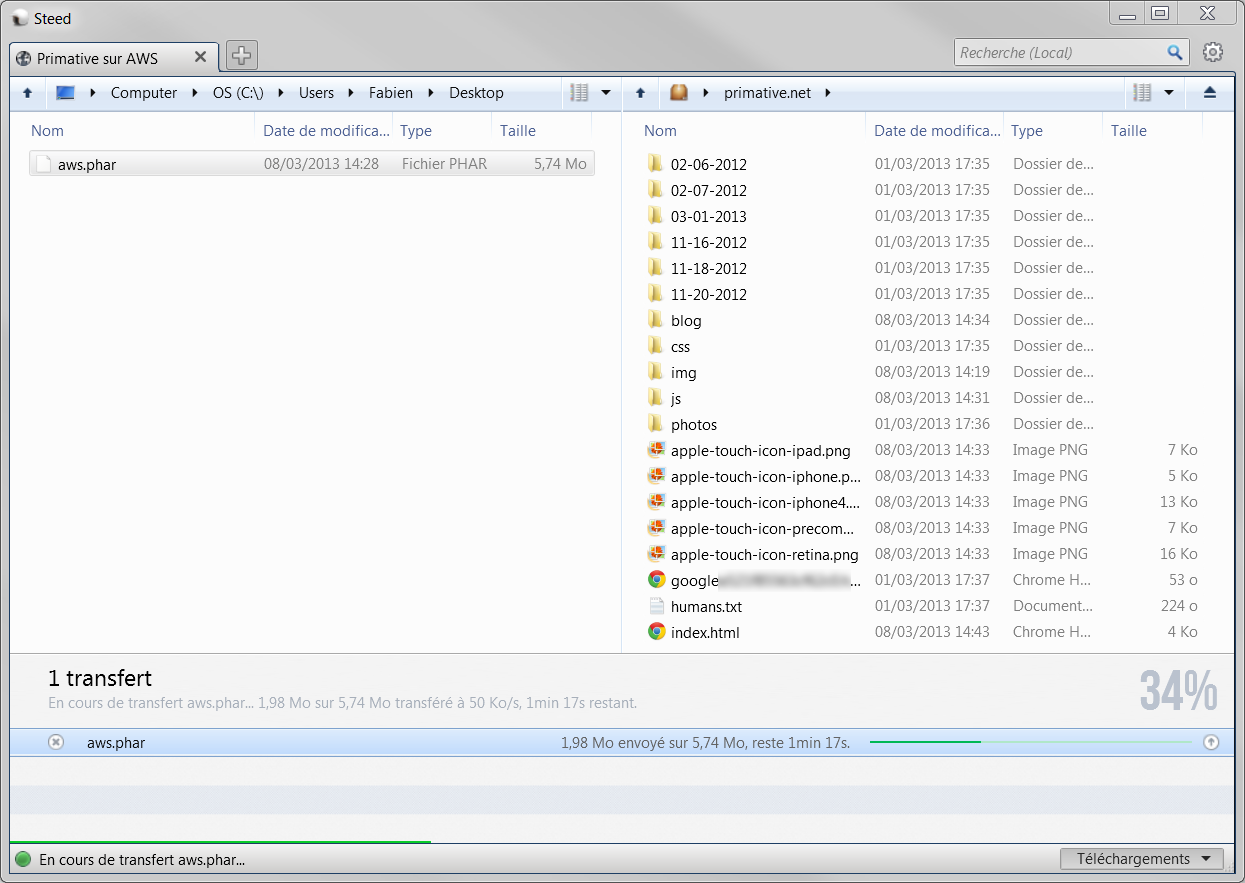 Steed
Primative sur AWS
Recherche (Local)
Computer OS (C:\) Users Fabien Desktop
primative.net
Nom Date de modifica... Type Taille
aws.phar 08/03/2013 14:28 Fichier PHAR 5,74 Mo
Nom Date de modifica... Type Taille
02-06-2012 01/03/2013 17:35 Dossier de...
02-07-2012 01/03/2013 17:35 Dossier de...
03-01-2013 01/03/2013 17:35 Dossier de...
11-16-2012 01/03/2013 17:35 Dossier de...
11-18-2012 01/03/2013 17:35 Dossier de...
11-20-2012 01/03/2013 17:35 Dossier de...
blog 08/03/2013 14:34 Dossier de...
css 01/03/2013 17:35 Dossier de...
img 08/03/2013 14:19 Dossier de...
js 08/03/2013 14:31 Dossier de...
photos 01/03/2013 17:36 Dossier de...
apple-touch-icon-ipad.png 08/03/2013 14:33 Image PNG 7 Ko
apple-touch-icon-iphone.p... 08/03/2013 14:33 Image PNG 5 Ko
apple-touch-icon-iphone4.... 08/03/2013 14:33 Image PNG 13 Ko
apple-touch-icon-precom... 08/03/2013 14:33 Image PNG 7 Ko
apple-touch-icon-retina.png 08/03/2013 14:33 Image PNG 16 Ko
google ... 01/03/2013 17:37 Chrome H... 53 o
humans.txt 01/03/2013 17:37 Document... 224 o
index.html 08/03/2013 14:43 Chrome H... 4 Ko
1 transfert
En cours de transfert aws.phar... 1,98 Mo sur 5,74 Mo transféré à 50 Ko/s, 1min 17s restant.
34%
aws.phar 1,98 Mo envoyé sur 5,74 Mo, reste 1min 17s.
En cours de transfert aws.phar...
Téléchargements